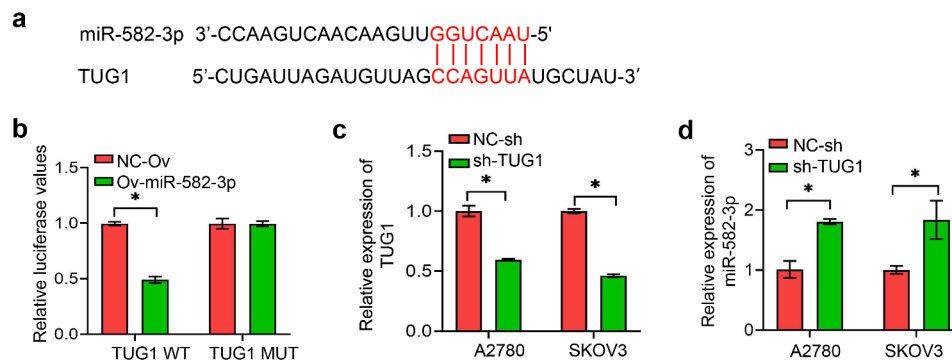 a
miR-582-3p 3'-CCAAGUCAACAAGUUGGUCAAU-5'
TUG1 5'-CUGAUUAGAUGUUAGCCAGUUAUGCUAU-3'
b
Relative luciferase values
NC-Ov
Ov-miR-582-3p
*
1.5
1.0
0.5
0.0
TUG1 WT TUG1 MUT
c
Relative expression of
TUG1
NC-sh
sh-TUG1
* *
1.5
1.0
0.5
0.0
A2780 SKOV3
d
Relative expression of
miR-582-3p
NC-sh
sh-TUG1
* *
3
2
1
0
A2780 SKOV3